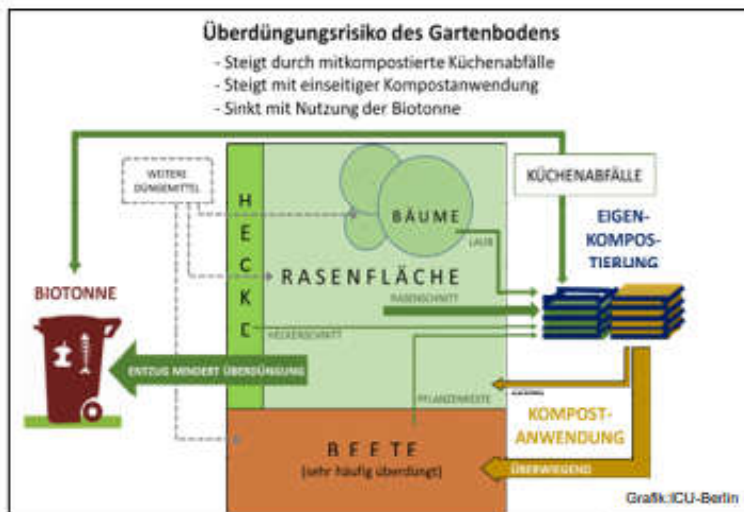 Überdüngungsrisiko des Gartenbodens
- Steigt durch mitkompostierte Küchenabfälle
- Steigt mit einseitiger Kompostanwendung
- Sinkt mit Nutzung der Biotonne
WEITERE
DÜNGEMITTEL
HECKE
BÄUME
LAUB
KÜCHENABFÄLLE
EIGEN-
KOMPOS-
TIERUNG
RASENFLÄCHE
RASENSCHNITT
BIOTONNE
HECKENSCHNITT
ENTZUG MINDERT ÜBERDÜNGUNG
PFLANZENRESTE
KOMPOST-
ANWENDUNG
BEETE
(sehr häufig überdüngt)
ÜBERWIEGEND
Grafik:ICU-Berlin